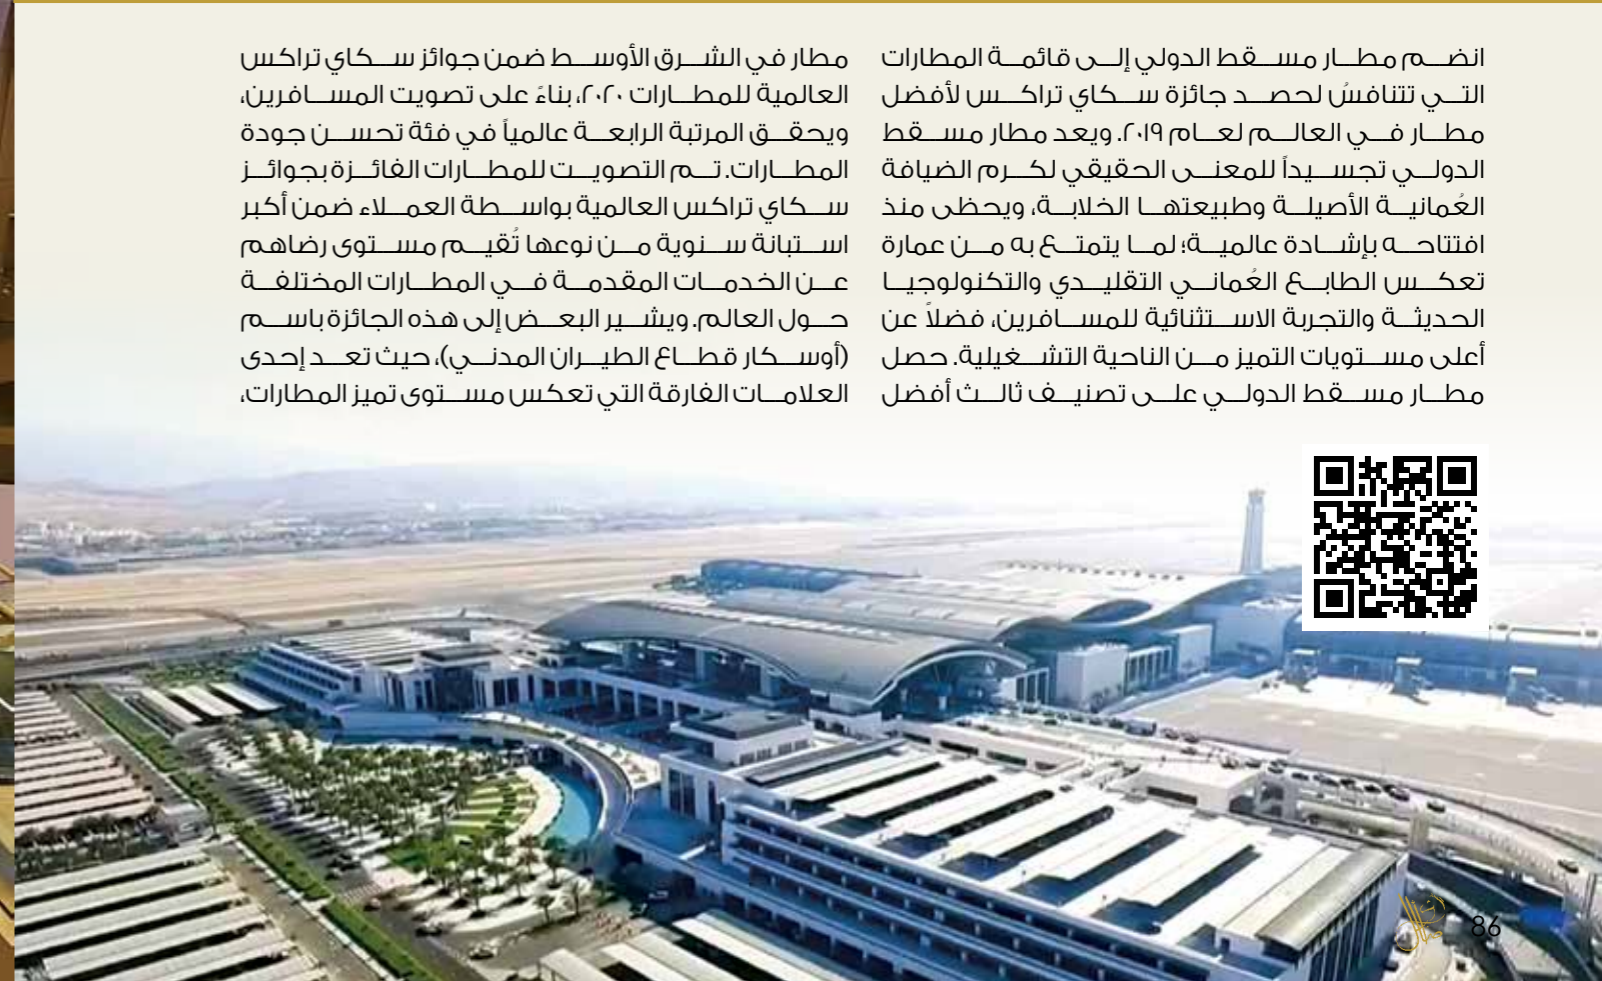 انضم مطار مسقط الدولي إلى قائمة المطارات
التي تتنافسُ لحصد جائزة سكاي تراكس لأفضل
مطار في العالم لعام ٢٠١٩. ويعد مطار مسقط
الدولي تجسيداً للمعنى الحقيقي لكرم الضيافة
العُمانية الأصيلة وطبيعتها الخلابة، ويحظى منذ
افتتاحه بإشادة عالمية؛ لما يتمتع به من عمارة
تعكس الطابع العُماني التقليدي والتكنولوجيا
الحديثة والتجربة الاستثنائية للمسافرين، فضلاً عن
أعلى مستويات التميز من الناحية التشغيلية. حصل
مطار مسقط الدولي على تصنيف ثالث أفضل
مطار في الشرق الأوسط ضمن جوائز سكاي تراكس
العالمية للمطارات ٢٠٢٠، بناءً على تصويت المسافرين،
ويحقق المرتبة الرابعة عالمياً في فئة تحسن جودة
المطارات. تم التصويت للمطارات الفائزة بجوائز
سكاي تراكس العالمية بواسطة العملاء ضمن أكبر
استبانة سنوية من نوعها تُقيم مستوى رضاهم
عن الخدمات المقدمة في المطارات المختلفة
حول العالم. ويشير البعض إلى هذه الجائزة باسم
(أوسكار قطاع الطيران المدني)، حيث تعد إحدى
العلامات الفارقة التي تعكس مستوى تميز المطارات،
86